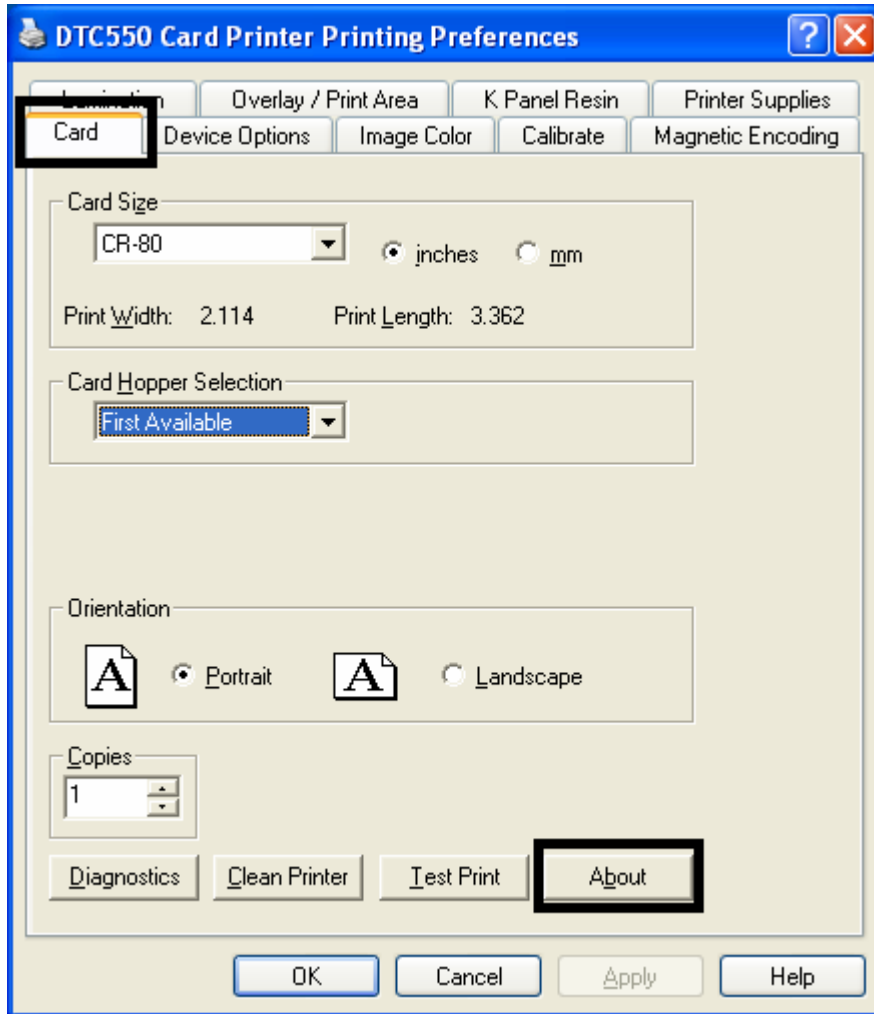 DTC550 Card Printer Printing Preferences
Lamination Overlay / Print Area K Panel Resin Printer Supplies
Card Device Options Image Color Calibrate Magnetic Encoding
Card Size
CR-80 inches mm
Print Width: 2.114 Print Length: 3.362
Card Hopper Selection
First Available
Orientation
A Portrait A Landscape
Copies
1
Diagnostics Clean Printer Test Print About
OK Cancel Apply Help